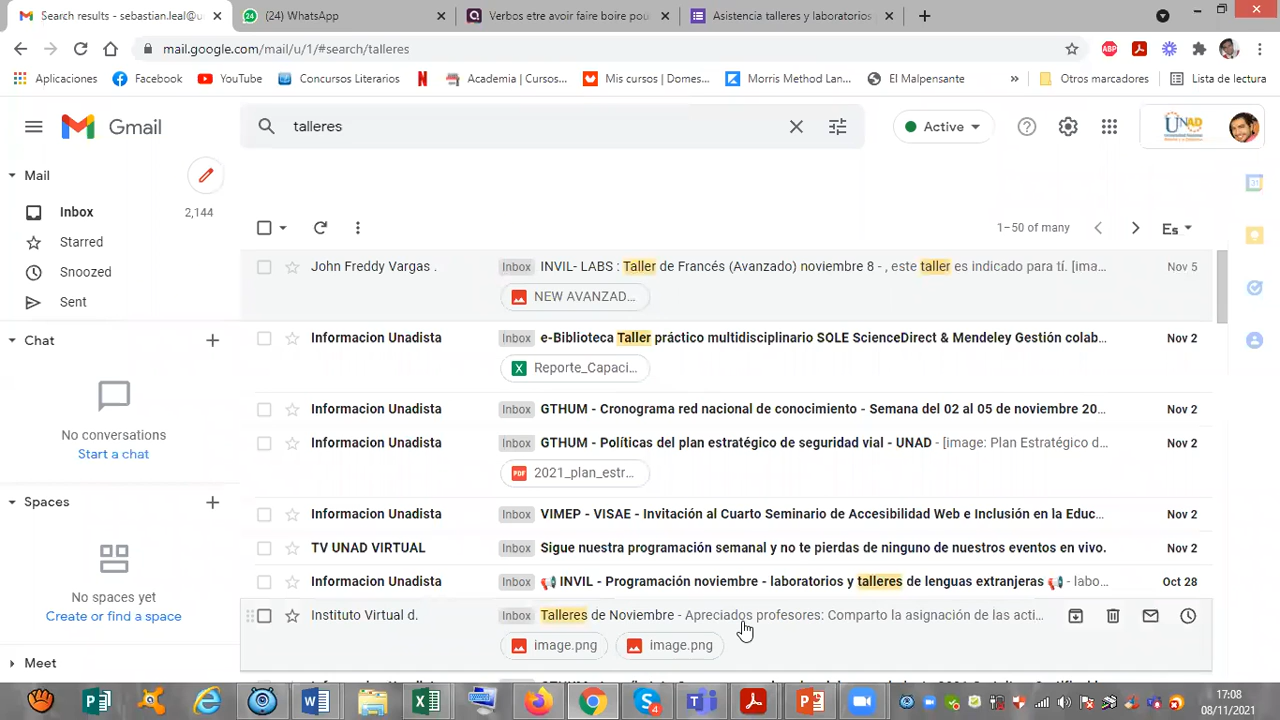 Search results - sebastian.leal@u
(24) WhatsApp
Verbos etre avoir faire boire pou
Asistencia talleres y laboratorios
mail.google.com/mail/u/1/#search/talleres
Aplicaciones
Facebook
YouTube
Concursos Literarios
Academia | Cursos...
Mis cursos | Domes...
Morris Method Lan...
El Malpensante
»
Otros marcadores
Lista de lectura
Gmail
talleres
Active
UNAD
Mail
Inbox 2,144
Starred
Snoozed
Sent
Chat
No conversations
Start a chat
Spaces
No spaces yet
Create or find a space
Meet
1–50 of many
Es
John Freddy Vargas . Inbox INVIL- LABS : Taller de Francés (Avanzado) noviembre 8 - , este taller es indicado para tí. [ima... Nov 5
NEW AVANZAD...
Informacion Unadista Inbox e-Biblioteca Taller práctico multidisciplinario SOLE ScienceDirect & Mendeley Gestión colab... Nov 2
Reporte_Capaci...
Informacion Unadista Inbox GTHUM - Cronograma red nacional de conocimiento - Semana del 02 al 05 de noviembre 20... Nov 2
Informacion Unadista Inbox GTHUM - Políticas del plan estratégico de seguridad vial - UNAD - [image: Plan Estratégico d... Nov 2
PDF 2021_plan_estr...
Informacion Unadista Inbox VIMEP - VISAE - Invitación al Cuarto Seminario de Accesibilidad Web e Inclusión en la Educ... Nov 2
TV UNAD VIRTUAL Inbox Sigue nuestra programación semanal y no te pierdas de ninguno de nuestros eventos en vivo. Nov 2
Informacion Unadista Inbox 📢 INVIL - Programación noviembre - laboratorios y talleres de lenguas extranjeras 📢 - labo... Oct 28
Instituto Virtual d. Inbox Talleres de Noviembre - Apreciados profesores: Comparto la asignación de las acti...
image.png image.png
17:08
08/11/2021